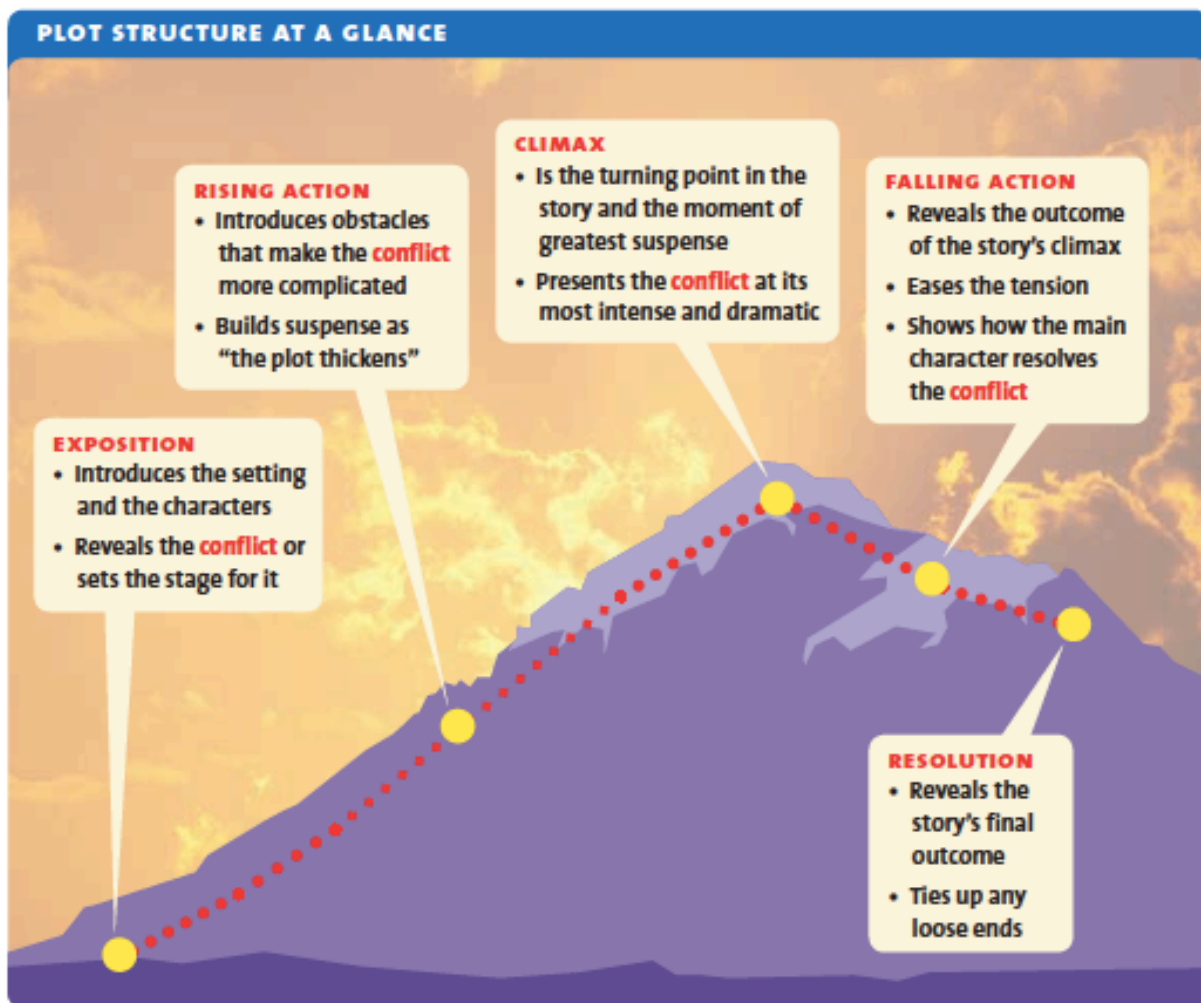 PLOT STRUCTURE AT A GLANCE
EXPOSITION
• Introduces the setting
and the characters
• Reveals the conflict or
sets the stage for it
RISING ACTION
• Introduces obstacles
that make the conflict
more complicated
• Builds suspense as
“the plot thickens”
CLIMAX
• Is the turning point in the
story and the moment of
greatest suspense
• Presents the conflict at its
most intense and dramatic
FALLING ACTION
• Reveals the outcome
of the story’s climax
• Eases the tension
• Shows how the main
character resolves
the conflict
RESOLUTION
• Reveals the
story’s final
outcome
• Ties up any
loose ends